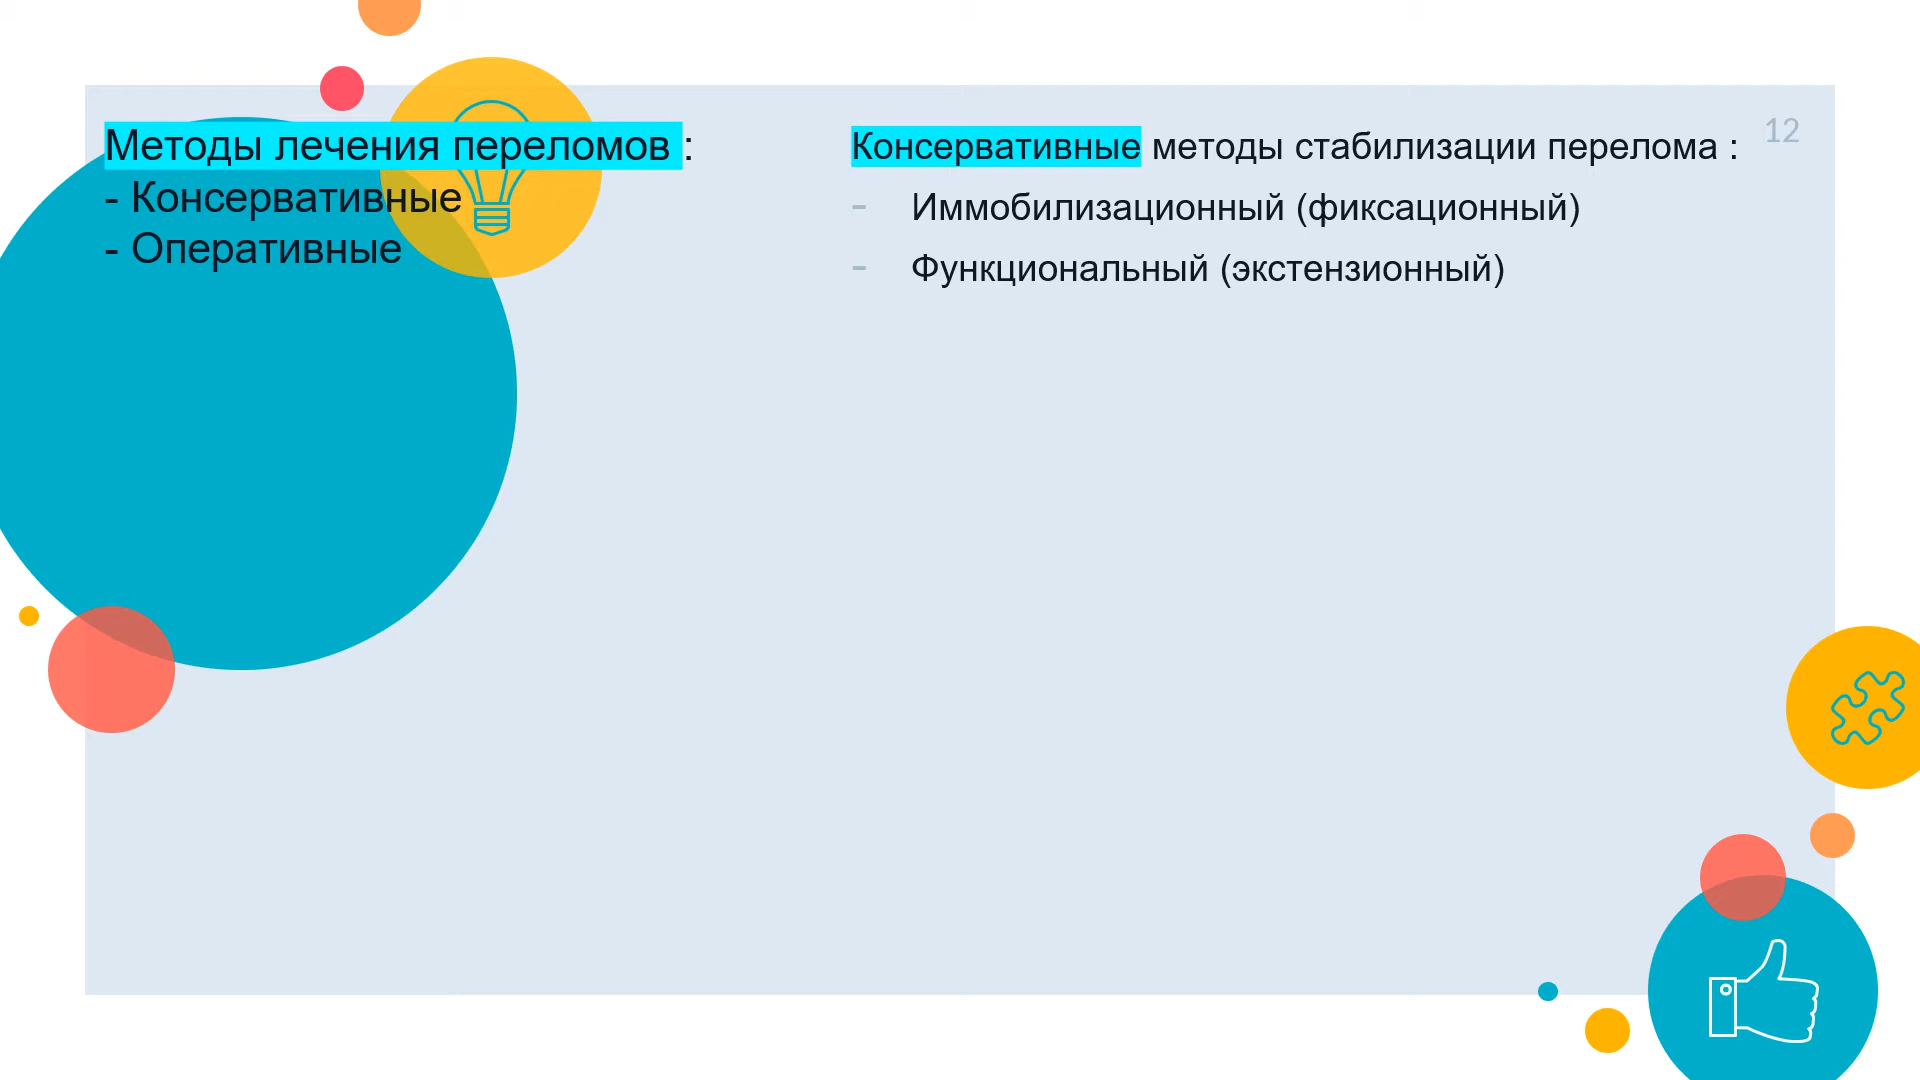 Методы лечения переломов :
- Консервативные
- Оперативные
Консервативные методы стабилизации перелома :
- Иммобилизационный (фиксационный)
- Функциональный (экстензионный)
12